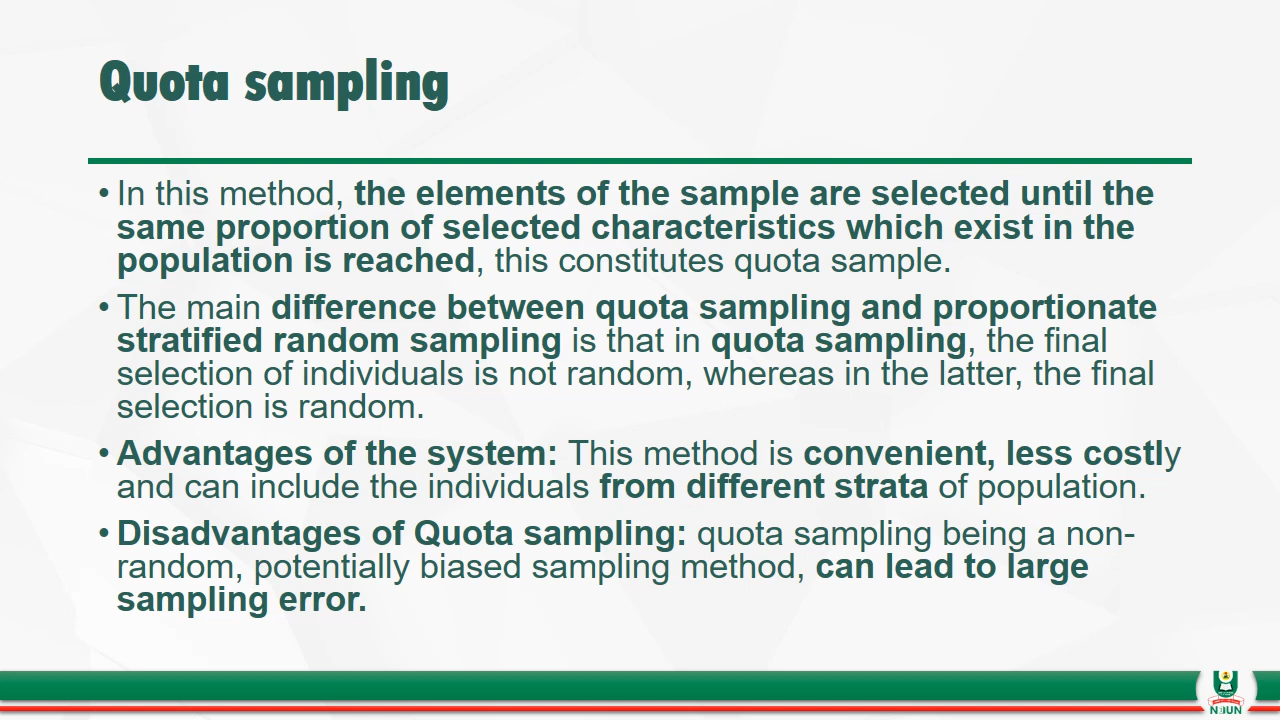 Quota sampling
• In this method, the elements of the sample are selected until the
same proportion of selected characteristics which exist in the
population is reached, this constitutes quota sample.
• The main difference between quota sampling and proportionate
stratified random sampling is that in quota sampling, the final
selection of individuals is not random, whereas in the latter, the final
selection is random.
• Advantages of the system: This method is convenient, less costly
and can include the individuals from different strata of population.
• Disadvantages of Quota sampling: quota sampling being a non-
random, potentially biased sampling method, can lead to large
sampling error.